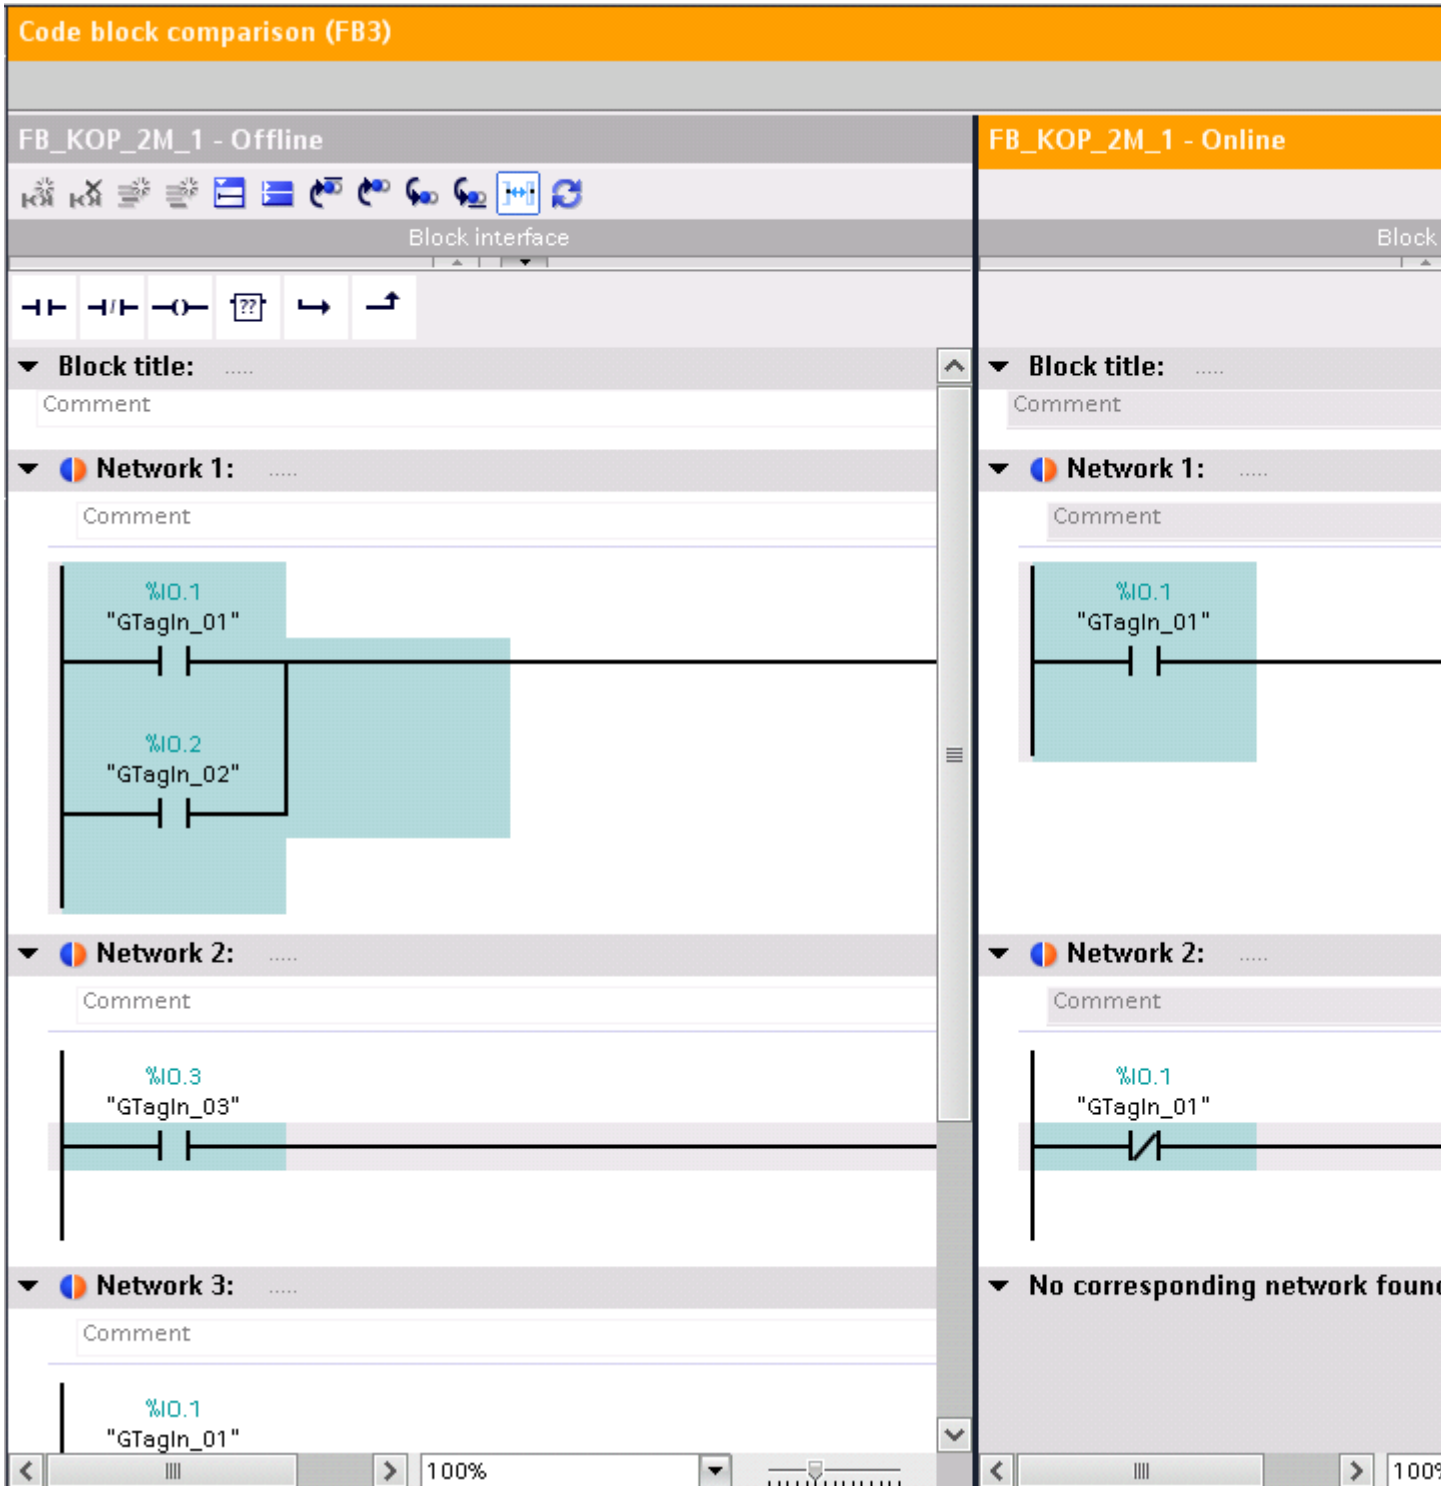 Code block comparison (FB3)
FB_KOP_2M_1 - Offline
Block interface
??
Block title: .....
Comment
Network 1: .....
Comment
%I0.1
"GTagIn_01"
%I0.2
"GTagIn_02"
Network 2: .....
Comment
%I0.3
"GTagIn_03"
Network 3: .....
Comment
%I0.1
"GTagIn_01"
100%
FB_KOP_2M_1 - Online
Block
Block title: .....
Comment
Network 1: .....
Comment
%I0.1
"GTagIn_01"
Network 2: .....
Comment
%I0.1
"GTagIn_01"
No corresponding network found
100%